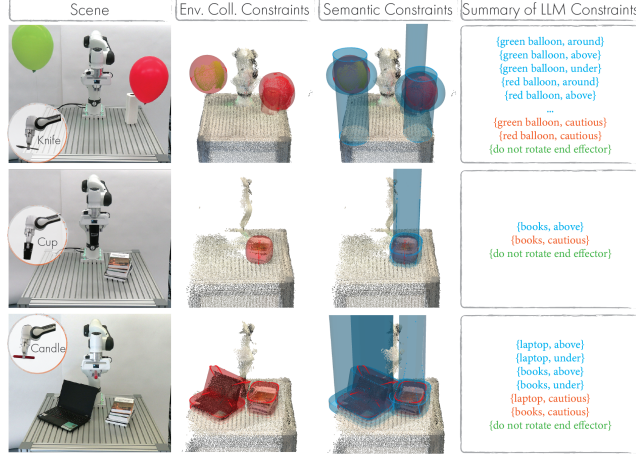 Scene
Env. Coll. Constraints
Semantic Constraints
Summary of LLM Constraints
Knife
{green balloon, around}
{green balloon, above}
{green balloon, under}
{red balloon, around}
{red balloon, above}
...
{green balloon, cautious}
{red balloon, cautious}
{do not rotate end effector}
Cup
{books, above}
{books, cautious}
{do not rotate end effector}
Candle
{laptop, above}
{laptop, under}
{books, above}
{books, under}
{laptop, cautious}
{books, cautious}
{do not rotate end effector}